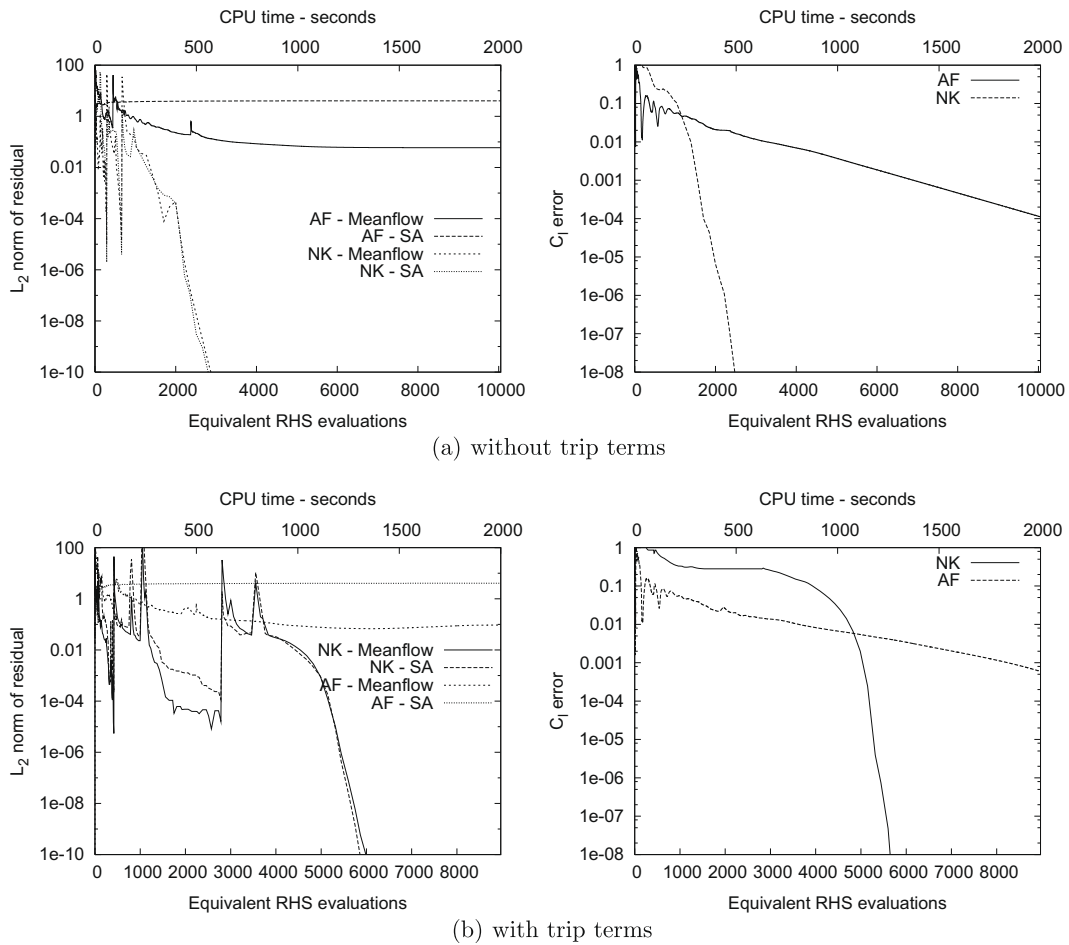 CPU time - seconds
0 500 1000 1500 2000
100
1
0.01
1e-04
1e-06
1e-08
1e-10
L2 norm of residual
AF - Meanflow
AF - SA
NK - Meanflow
NK - SA
0 2000 4000 6000 8000 10000
Equivalent RHS evaluations
CPU time - seconds
0 500 1000 1500 2000
1
0.1
0.01
0.001
1e-04
1e-05
1e-06
1e-07
1e-08
Cl error
AF
NK
0 2000 4000 6000 8000 10000
Equivalent RHS evaluations
(a) without trip terms
CPU time - seconds
0 500 1000 1500 2000
100
1
0.01
1e-04
1e-06
1e-08
1e-10
L2 norm of residual
NK - Meanflow
NK - SA
AF - Meanflow
AF - SA
0 1000 2000 3000 4000 5000 6000 7000 8000
Equivalent RHS evaluations
CPU time - seconds
0 500 1000 1500 2000
1
0.1
0.01
0.001
1e-04
1e-05
1e-06
1e-07
1e-08
Cl error
NK
AF
0 1000 2000 3000 4000 5000 6000 7000 8000
Equivalent RHS evaluations
(b) with trip terms